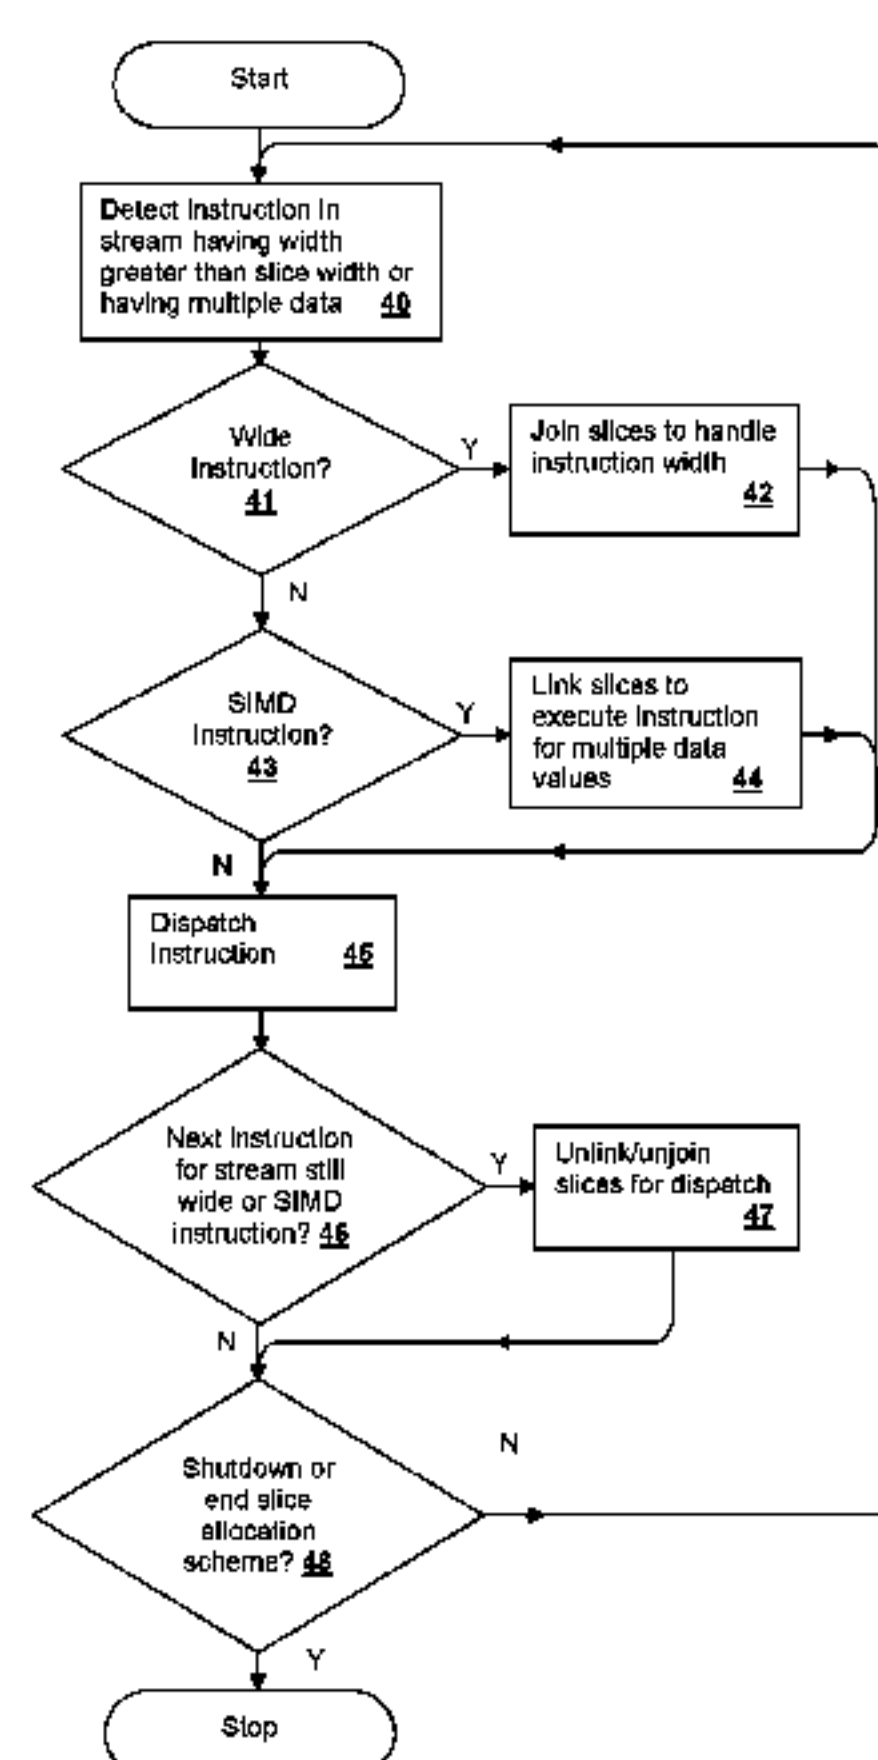 Start
Detect instruction in
stream having width
greater than slice width or
having multiple data 40
Wide
instruction?
41
Y
Join slices to handle
instruction width
42
N
SIMD
instruction?
43
Y
Link slices to
execute instruction
for multiple data
values 44
N
Dispatch
Instruction 45
Next instruction
for stream still
wide or SIMD
instruction? 46
Y
Unlink/unjoin
slices for dispatch
47
N
Shutdown or
end slice
allocation
scheme? 48
N
Y
Stop